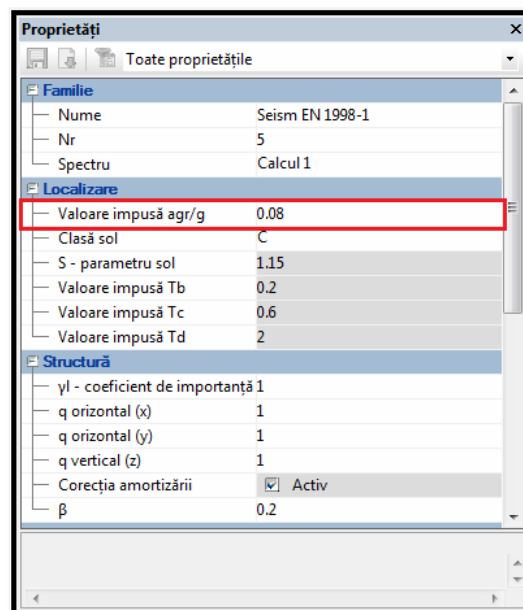 Proprietăți
Toate proprietățile
Familie
Nume Seism EN 1998-1
Nr 5
Spectru Calcul 1
Localizare
Valoare impusă agr/g 0.08
Clasă sol C
S - parametru sol 1.15
Valoare impusă Tb 0.2
Valoare impusă Tc 0.6
Valoare impusă Td 2
Structură
γI - coeficient de importanță 1
q orizontal (x) 1
q orizontal (y) 1
q vertical (z) 1
Corecția amortizării Activ
β 0.2